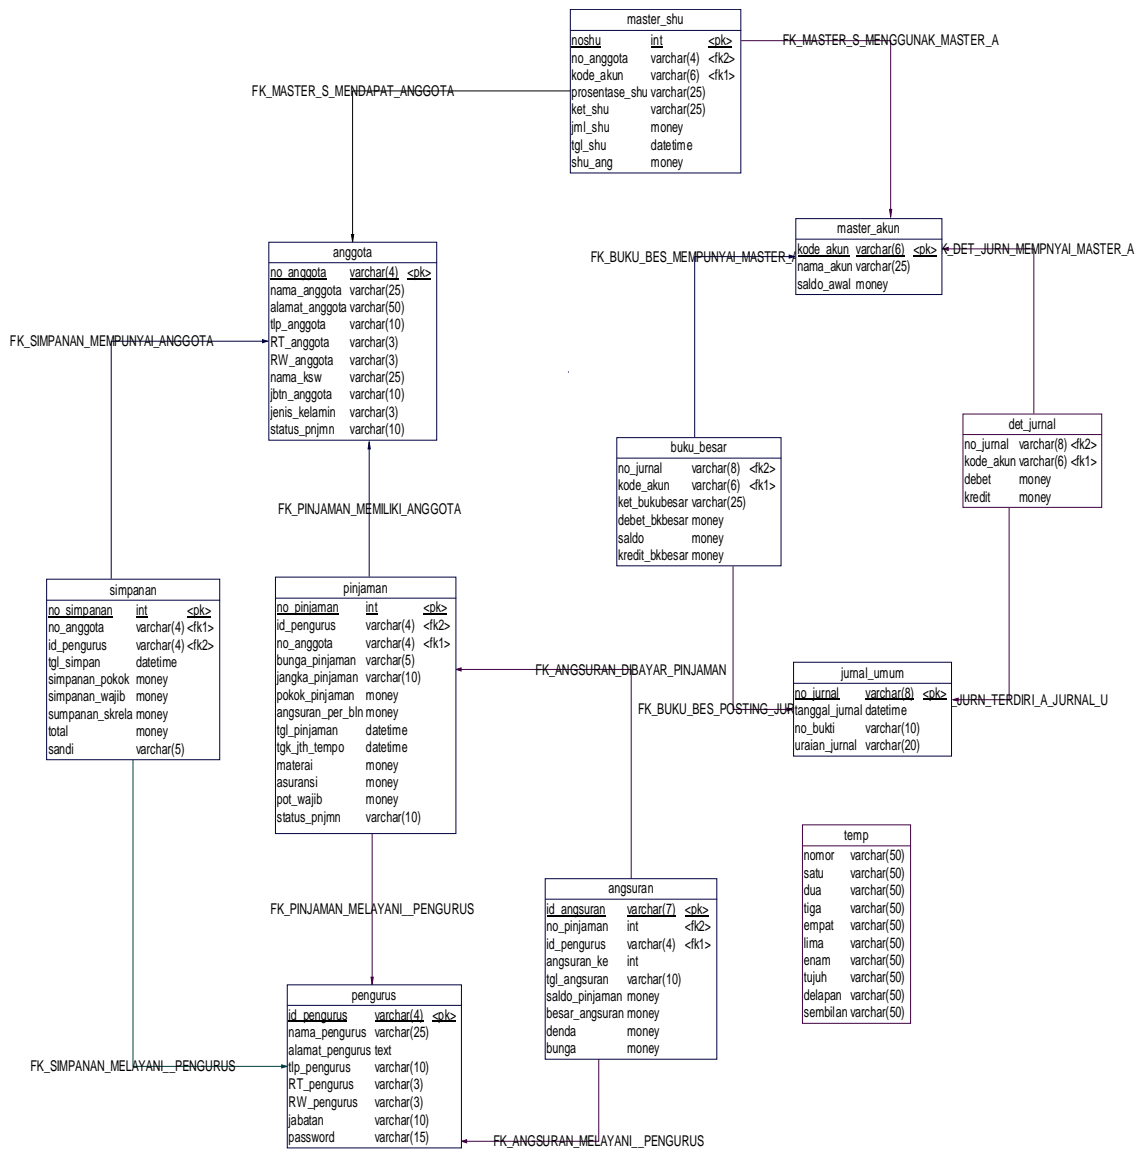 master_shu
noshu int <pk>
no_anggota varchar(4) <fk2>
kode_akun varchar(6) <fk1>
prosentase_shu varchar(25)
ket_shu varchar(25)
jml_shu money
tgl_shu datetime
shu_ang money
FK_MASTER_S_MENGGUNAK_MASTER_A
FK_MASTER_S_MENDAPAT_ANGGOTA
master_akun
kode_akun varchar(6) <pk>
nama_akun varchar(25)
saldo_awal money
FK_BUKU_BES_MEMPUNYAI_MASTER_A
K_DET_JURN_MEMPNYAI_MASTER_A
anggota
no_anggota varchar(4) <pk>
nama_anggota varchar(25)
alamat_anggota varchar(50)
tlp_anggota varchar(10)
RT_anggota varchar(3)
RW_anggota varchar(3)
nama_ksw varchar(25)
jbtn_anggota varchar(10)
jenis_kelamin varchar(3)
status_pnjmn varchar(10)
FK_SIMPANAN_MEMPUNYAI_ANGGOTA
det_jurnal
no_jurnal varchar(8) <fk2>
kode_akun varchar(6) <fk1>
debet money
kredit money
buku_besar
no_jurnal varchar(8) <fk2>
kode_akun varchar(6) <fk1>
ket_bukubesar varchar(25)
debet_bkbesar money
saldo money
kredit_bkbesar money
FK_PINJAMAN_MEMILIKI_ANGGOTA
simpanan
no_simpanan int <pk>
no_anggota varchar(4) <fk1>
id_pengurus varchar(4) <fk2>
tgl_simpan datetime
simpanan_pokok money
simpanan_wajib money
sumpanan_skrela money
total money
sandi varchar(5)
pinjaman
no_pinjaman int <pk>
id_pengurus varchar(4) <fk2>
no_anggota varchar(4) <fk1>
bunga_pinjaman varchar(5)
jangka_pinjaman varchar(10)
pokok_pinjaman money
angsuran_per_bln money
tgl_pinjaman datetime
tgk_jth_tempo datetime
materai money
asuransi money
pot_wajib money
status_pnjmn varchar(10)
FK_ANGSURAN_DIBAYAR_PINJAMAN
FK_BUKU_BES_POSTING_JUR
jurnal_umum
no_jurnal varchar(8) <pk>
tanggal_jurnal datetime
no_bukti varchar(10)
uraian_jurnal varchar(20)
_JURN_TERDIRI_A_JURNAL_U
temp
nomor varchar(50)
satu varchar(50)
dua varchar(50)
tiga varchar(50)
empat varchar(50)
lima varchar(50)
enam varchar(50)
tujuh varchar(50)
delapan varchar(50)
sembilan varchar(50)
angsuran
id_angsuran varchar(7) <pk>
no_pinjaman int <fk2>
id_pengurus varchar(4) <fk1>
angsuran_ke int
tgl_angsuran varchar(10)
saldo_pinjaman money
besar_angsuran money
denda money
bunga money
FK_PINJAMAN_MELAYANI__PENGURUS
pengurus
id_pengurus varchar(4) <pk>
nama_pengurus varchar(25)
alamat_pengurus text
tlp_pengurus varchar(10)
RT_pengurus varchar(3)
RW_pengurus varchar(3)
jabatan varchar(10)
password varchar(15)
FK_SIMPANAN_MELAYANI__PENGURUS
FK_ANGSURAN_MELAYANI__PENGURUS